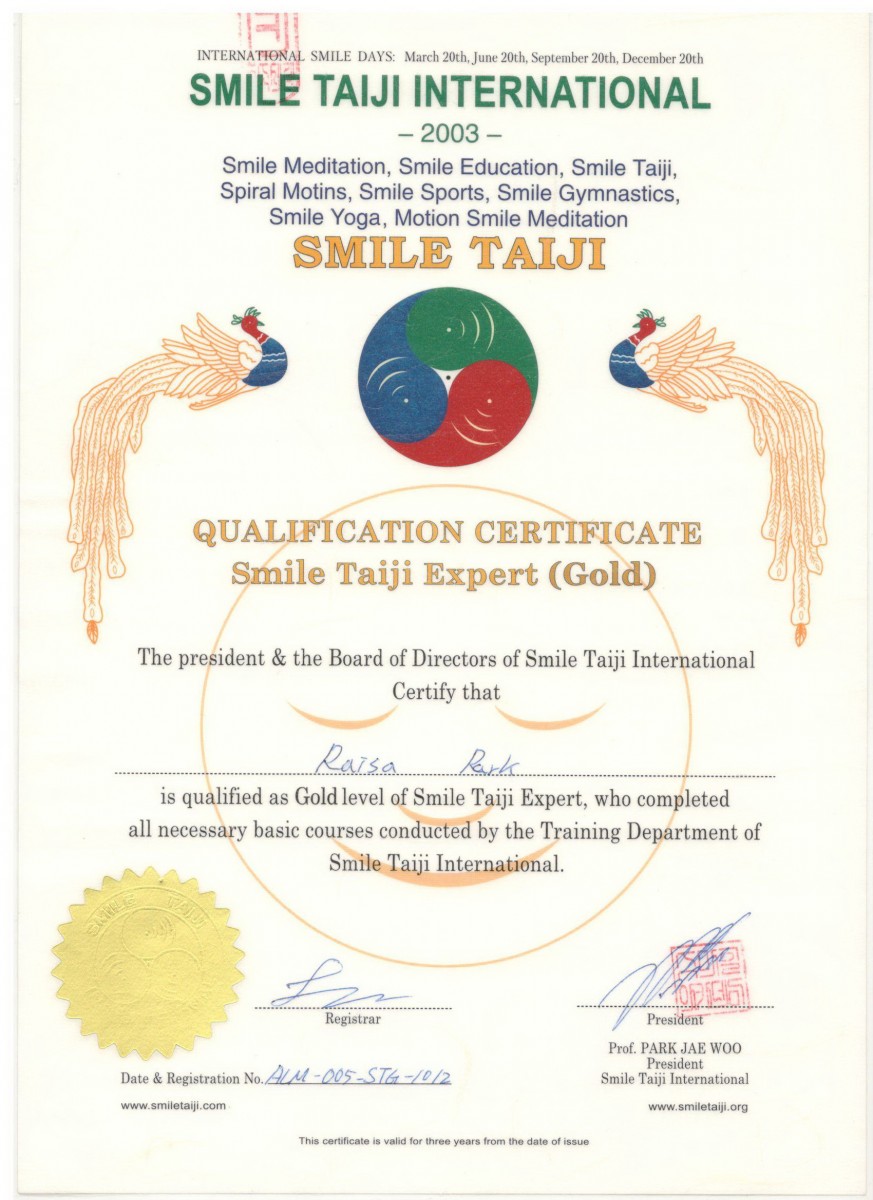 INTERNATIONAL SMILE DAYS: March 20th, June 20th, September 20th, December 20th
SMILE TAIJI INTERNATIONAL
– 2003 –
Smile Meditation, Smile Education, Smile Taiji,
Spiral Motins, Smile Sports, Smile Gymnastics,
Smile Yoga, Motion Smile Meditation
SMILE TAIJI
QUALIFICATION CERTIFICATE
Smile Taiji Expert (Gold)
The president & the Board of Directors of Smile Taiji International
Certify that
Raisa Park
is qualified as Gold level of Smile Taiji Expert, who completed
all necessary basic courses conducted by the Training Department of
Smile Taiji International.
SMILE TAIJI
Registrar
President
Prof. PARK JAE WOO
President
Smile Taiji International
Date & Registration No. ALM-005-STG-1012
www.smiletaiji.com
www.smiletaiji.org
This certificate is valid for three years from the date of issue